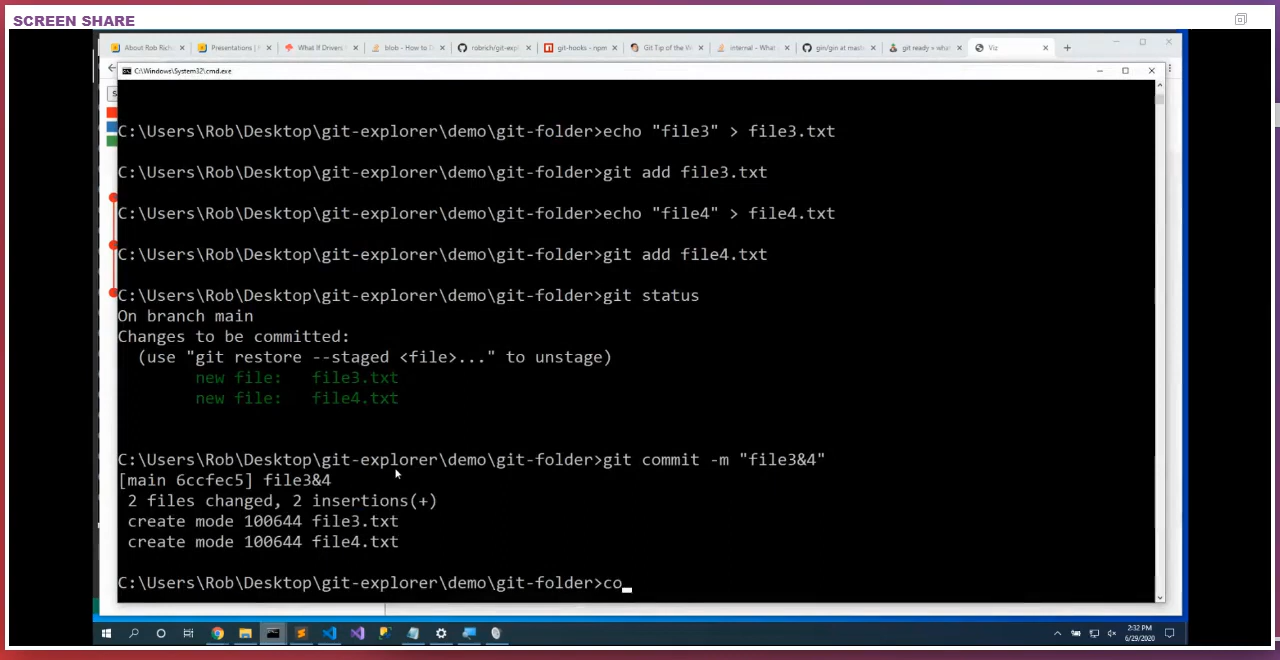 SCREEN SHARE
About Rob Rich
Presentations |
What If Drivers
blob - How to D
robrich/git-exp
git-hooks - npm
Git Tip of the W
internal - What
gin/gin at mast
git ready » wha
Viz
C:\Windows\System32\cmd.exe
C:\Users\Rob\Desktop\git-explorer\demo\git-folder>echo "file3" > file3.txt
C:\Users\Rob\Desktop\git-explorer\demo\git-folder>git add file3.txt
C:\Users\Rob\Desktop\git-explorer\demo\git-folder>echo "file4" > file4.txt
C:\Users\Rob\Desktop\git-explorer\demo\git-folder>git add file4.txt
C:\Users\Rob\Desktop\git-explorer\demo\git-folder>git status
On branch main
Changes to be committed:
(use "git restore --staged <file>..." to unstage)
new file:   file3.txt
new file:   file4.txt
C:\Users\Rob\Desktop\git-explorer\demo\git-folder>git commit -m "file3&4"
[main 6ccfec5] file3&4
2 files changed, 2 insertions(+)
create mode 100644 file3.txt
create mode 100644 file4.txt
C:\Users\Rob\Desktop\git-explorer\demo\git-folder>co
2:32 PM
6/29/2020